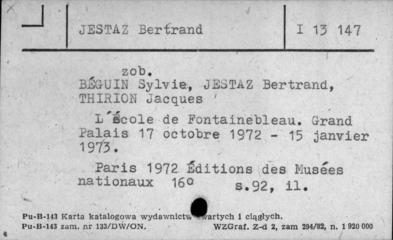 JESTAZ Bertrand
I 13 147
zob.
BÉGUIN Sylvie, JESTAZ Bertrand,
THIRION Jacques
L'École de Fontainebleau. Grand
Palais 17 octobre 1972 - 15 janvier
1973.
Paris 1972 Éditions des Musées
nationaux 16° s.92, il.
Pu-B-143 Karta katalogowa wydawnictw zwartych i ciągłych.
Pu-B-143 zam. nr 133/DW/ON. WZGraf. Z-d 2, zam 294/82, n. 1 920 000